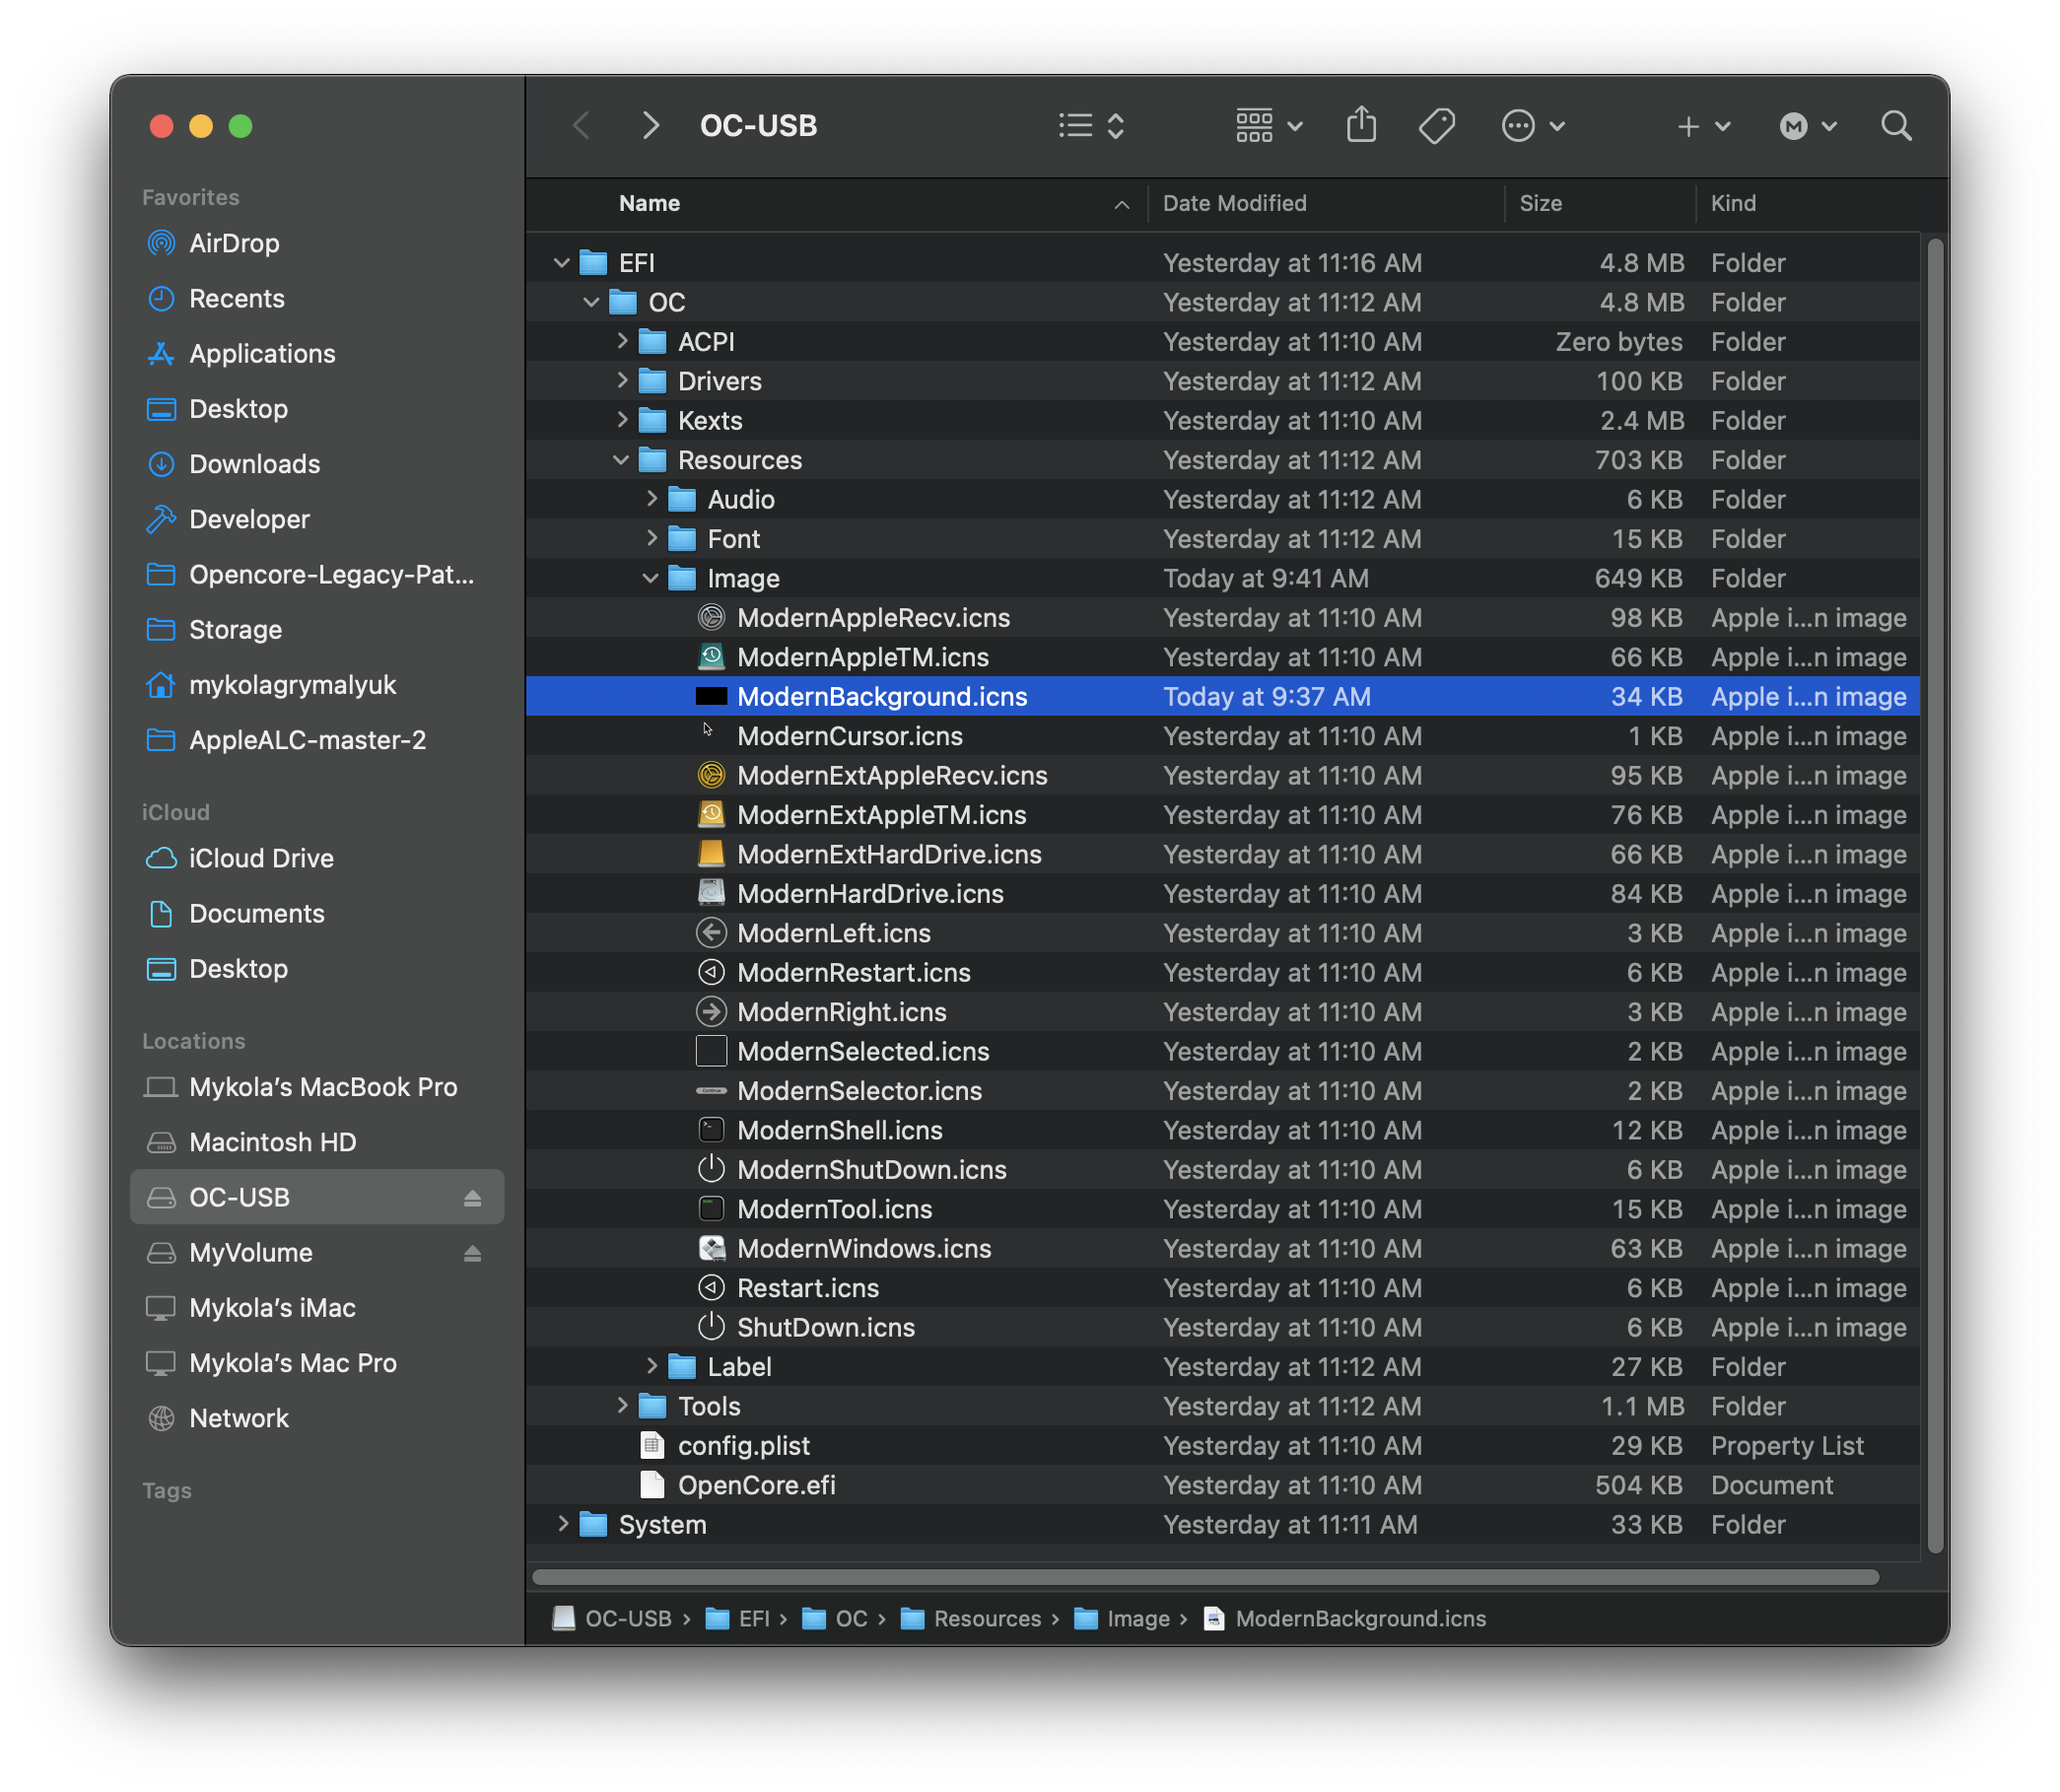 OC-USB
Favorites
AirDrop
Recents
Applications
Desktop
Downloads
Developer
Opencore-Legacy-Pat...
Storage
mykolagrymalyuk
AppleALC-master-2
iCloud
iCloud Drive
Documents
Desktop
Locations
Mykola’s MacBook Pro
Macintosh HD
OC-USB
MyVolume
Mykola’s iMac
Mykola’s Mac Pro
Network
Tags
Name Date Modified Size Kind
EFI Yesterday at 11:16 AM 4.8 MB Folder
OC Yesterday at 11:12 AM 4.8 MB Folder
ACPI Yesterday at 11:10 AM Zero bytes Folder
Drivers Yesterday at 11:12 AM 100 KB Folder
Kexts Yesterday at 11:10 AM 2.4 MB Folder
Resources Yesterday at 11:12 AM 703 KB Folder
Audio Yesterday at 11:12 AM 6 KB Folder
Font Yesterday at 11:12 AM 15 KB Folder
Image Today at 9:41 AM 649 KB Folder
ModernAppleRecv.icns Yesterday at 11:10 AM 98 KB Apple i...n image
ModernAppleTM.icns Yesterday at 11:10 AM 66 KB Apple i...n image
ModernBackground.icns Today at 9:37 AM 34 KB Apple i...n image
ModernCursor.icns Yesterday at 11:10 AM 1 KB Apple i...n image
ModernExtAppleRecv.icns Yesterday at 11:10 AM 95 KB Apple i...n image
ModernExtAppleTM.icns Yesterday at 11:10 AM 76 KB Apple i...n image
ModernExtHardDrive.icns Yesterday at 11:10 AM 66 KB Apple i...n image
ModernHardDrive.icns Yesterday at 11:10 AM 84 KB Apple i...n image
ModernLeft.icns Yesterday at 11:10 AM 3 KB Apple i...n image
ModernRestart.icns Yesterday at 11:10 AM 6 KB Apple i...n image
ModernRight.icns Yesterday at 11:10 AM 3 KB Apple i...n image
ModernSelected.icns Yesterday at 11:10 AM 2 KB Apple i...n image
ModernSelector.icns Yesterday at 11:10 AM 2 KB Apple i...n image
ModernShell.icns Yesterday at 11:10 AM 12 KB Apple i...n image
ModernShutDown.icns Yesterday at 11:10 AM 6 KB Apple i...n image
ModernTool.icns Yesterday at 11:10 AM 15 KB Apple i...n image
ModernWindows.icns Yesterday at 11:10 AM 63 KB Apple i...n image
Restart.icns Yesterday at 11:10 AM 6 KB Apple i...n image
ShutDown.icns Yesterday at 11:10 AM 6 KB Apple i...n image
Label Yesterday at 11:12 AM 27 KB Folder
Tools Yesterday at 11:12 AM 1.1 MB Folder
config.plist Yesterday at 11:10 AM 29 KB Property List
OpenCore.efi Yesterday at 11:10 AM 504 KB Document
System Yesterday at 11:11 AM 33 KB Folder
OC-USB › EFI › OC › Resources › Image › ModernBackground.icns